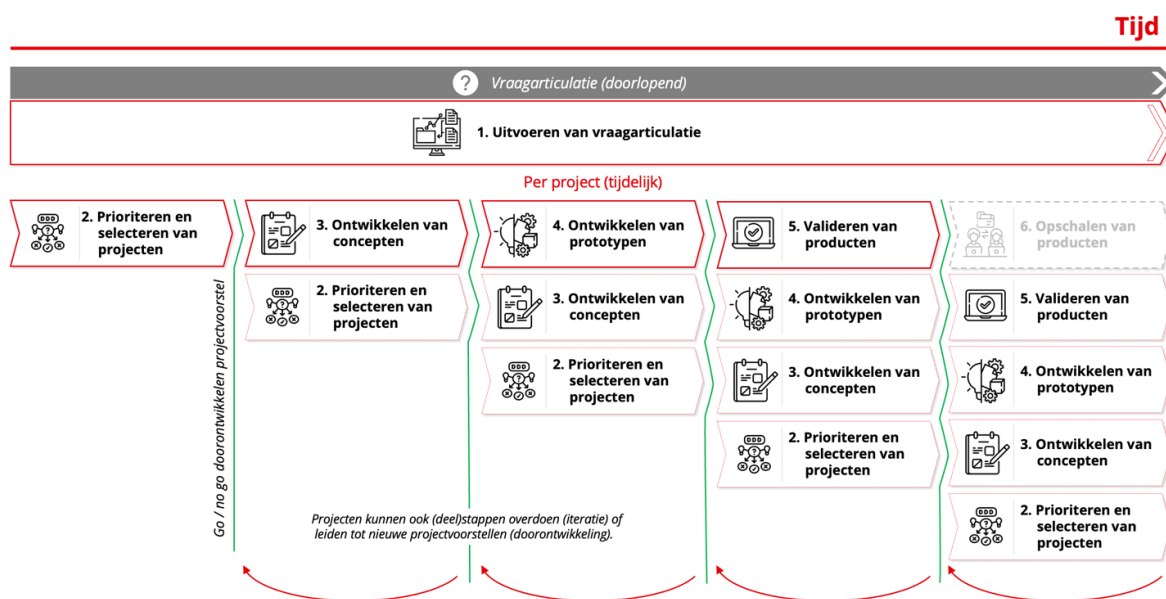 Tijd
? Vraagarticulatie (doorlopend)
1. Uitvoeren van vraagarticulatie
Per project (tijdelijk)
2. Prioriteren en
selecteren van
projecten
3. Ontwikkelen van
concepten
4. Ontwikkelen van
prototypen
5. Valideren van
producten
6. Opschalen van
producten
2. Prioriteren en
selecteren van
projecten
3. Ontwikkelen van
concepten
4. Ontwikkelen van
prototypen
5. Valideren van
producten
2. Prioriteren en
selecteren van
projecten
3. Ontwikkelen van
concepten
4. Ontwikkelen van
prototypen
2. Prioriteren en
selecteren van
projecten
3. Ontwikkelen van
concepten
2. Prioriteren en
selecteren van
projecten
Go / no go doorontwikkelen projectvoorstel
Projecten kunnen ook (deel)stappen overdoen (iteratie) of
leiden tot nieuwe projectvoorstellen (doorontwikkeling).